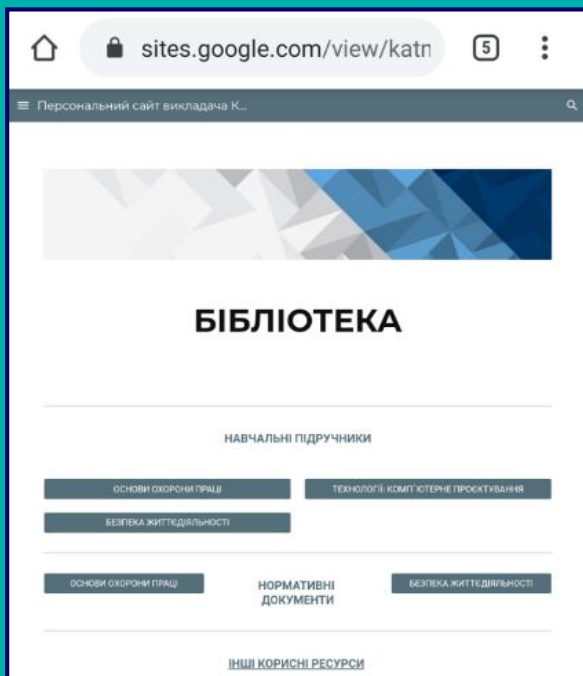 sites.google.com/view/katn
5
Персональний сайт викладача К...
БІБЛІОТЕКА
НАВЧАЛЬНІ ПІДРУЧНИКИ
ОСНОВИ ОХОРОНИ ПРАЦІ
ТЕХНОЛОГІЇ: КОМП'ЮТЕРНЕ ПРОЄКТУВАННЯ
БЕЗПЕКА ЖИТТЄДІЯЛЬНОСТІ
ОСНОВИ ОХОРОНИ ПРАЦІ
НОРМАТИВНІ
ДОКУМЕНТИ
БЕЗПЕКА ЖИТТЄДІЯЛЬНОСТІ
ІНШІ КОРИСНІ РЕСУРСИ